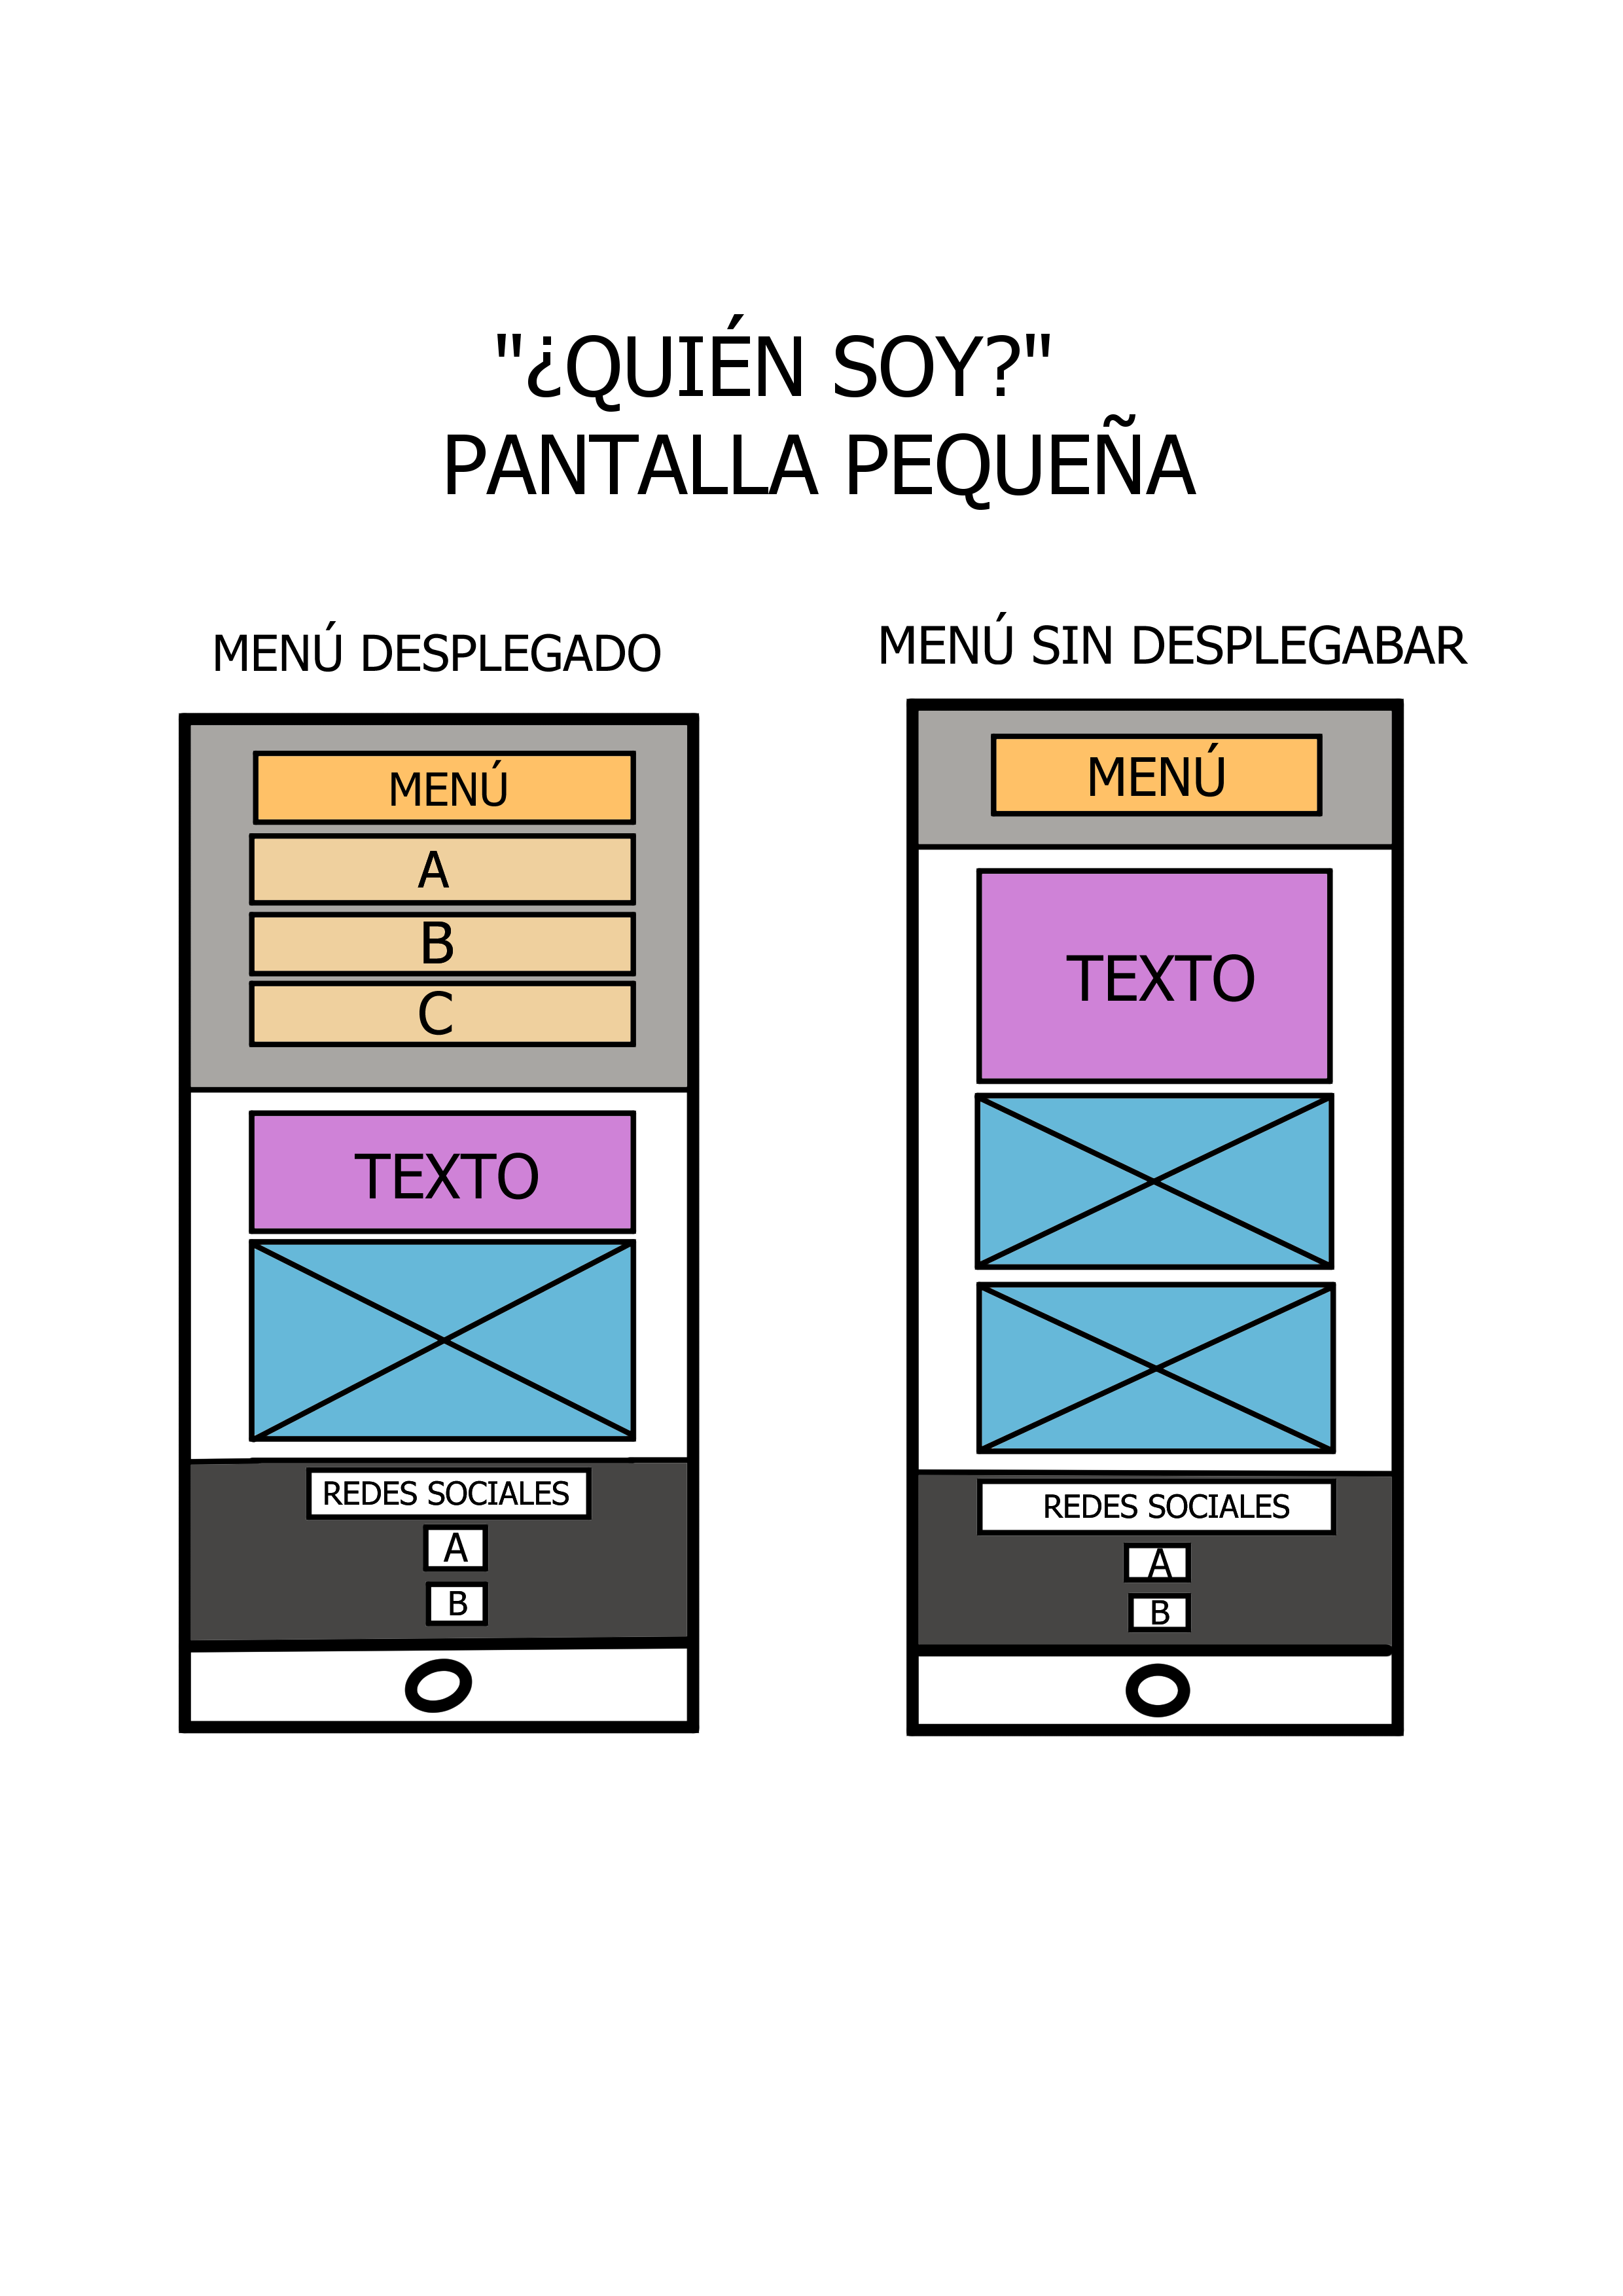 "¿QUIÉN SOY?"
PANTALLA PEQUEÑA
MENÚ DESPLEGADO
MENÚ
A
B
C
TEXTO
REDES SOCIALES
A
B
MENÚ SIN DESPLEGABAR
MENÚ
TEXTO
REDES SOCIALES
A
B